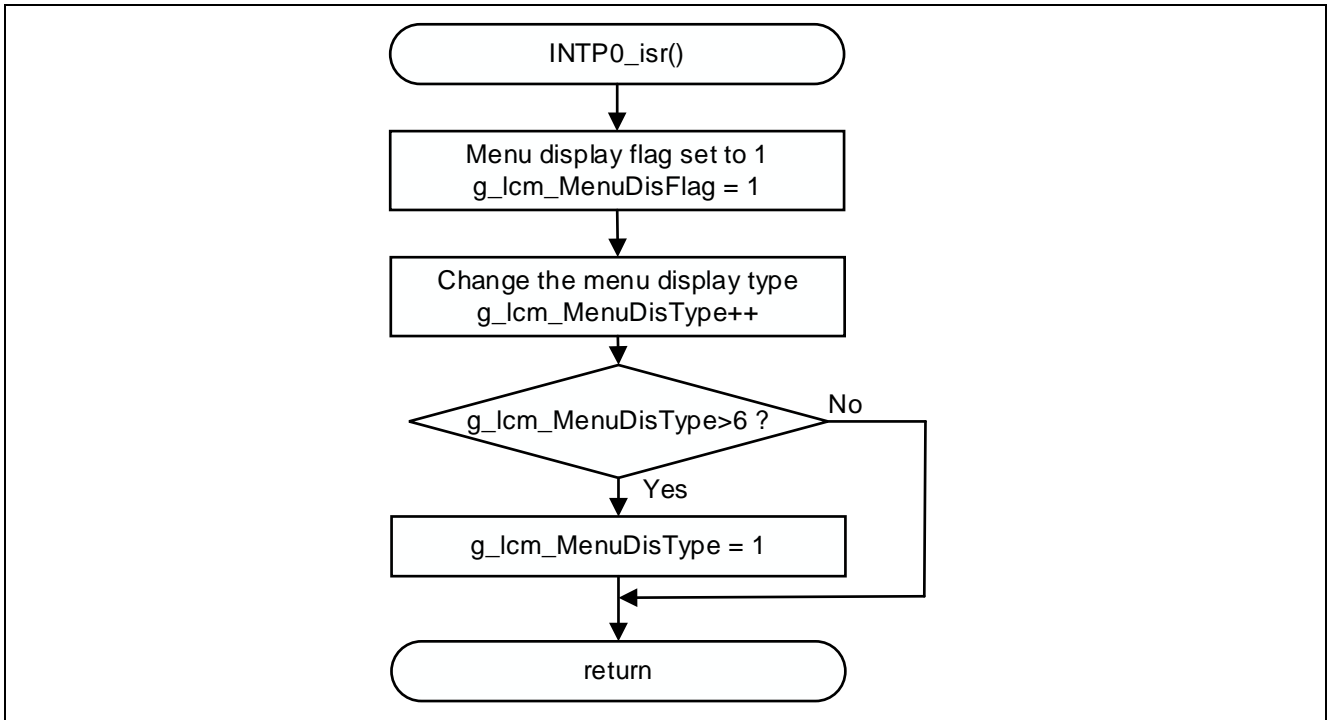 INTP0_isr()
Menu display flag set to 1
g_lcm_MenuDisFlag = 1
Change the menu display type
g_lcm_MenuDisType++
g_lcm_MenuDisType>6 ?
No
Yes
g_lcm_MenuDisType = 1
return